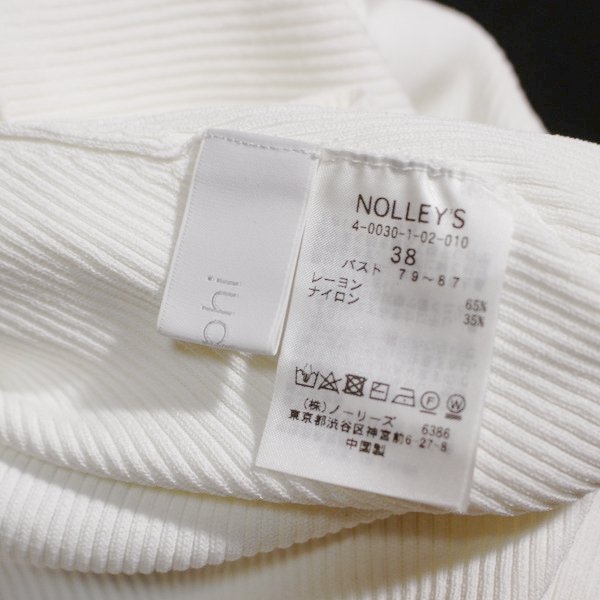 NOLLEY'S
4-0030-1-02-010
38
バスト 79～87
レーヨン 65%
ナイロン 35%
(株)ノーリーズ 6386
東京都渋谷区神宮前6-27-8
中国製